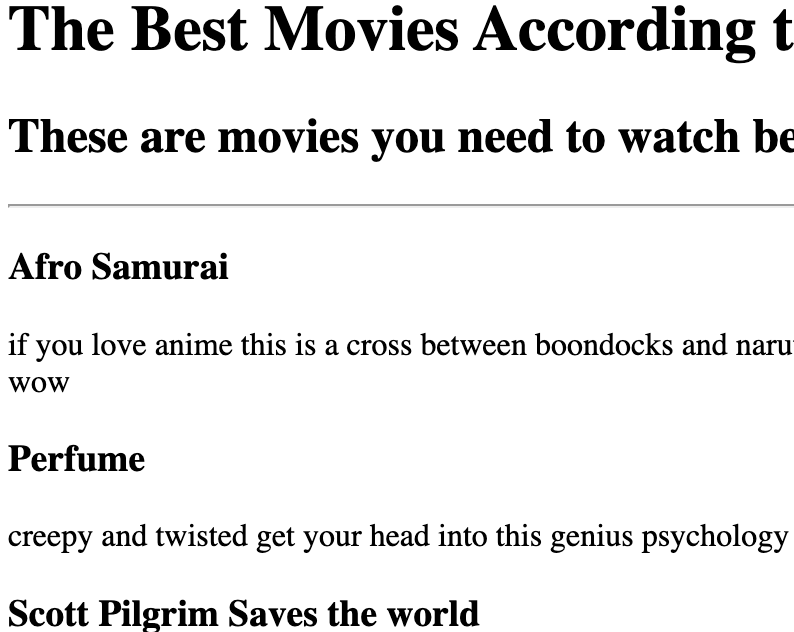 The Best Movies According t
These are movies you need to watch be
Afro Samurai
if you love anime this is a cross between boondocks and naru
wow
Perfume
creepy and twisted get your head into this genius psychology
Scott Pilgrim Saves the world